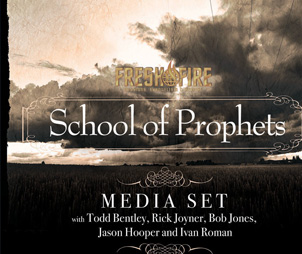 FRESH FIRE
School of Prophets
MEDIA SET
with Todd Bentley, Rick Joyner, Bob Jones,
Jason Hooper and Ivan Roman